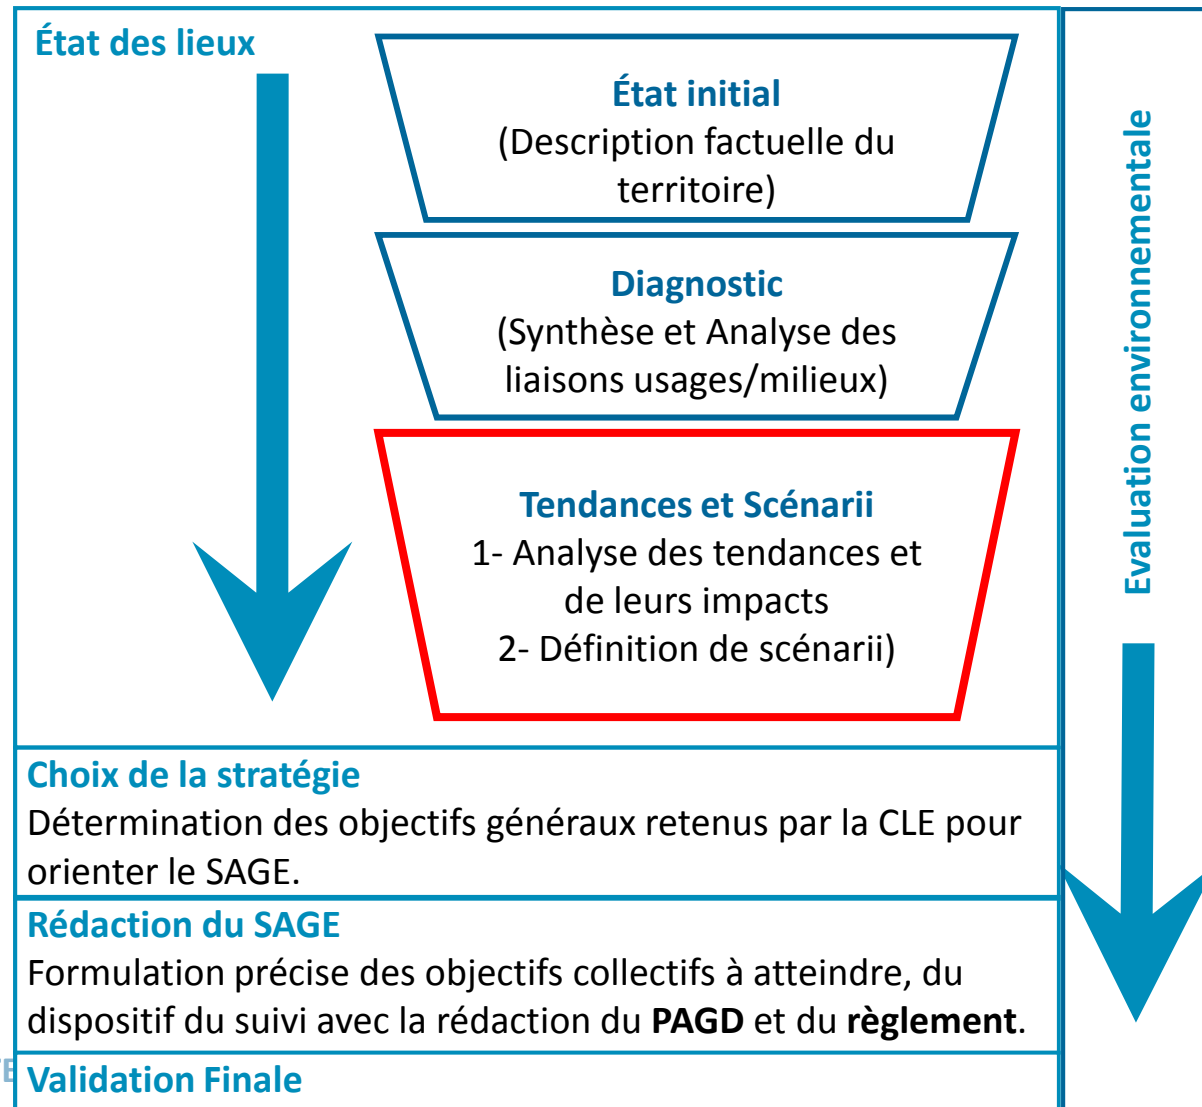 État des lieux
État initial
(Description factuelle du
territoire)
Diagnostic
(Synthèse et Analyse des
liaisons usages/milieux)
Tendances et Scénarii
1- Analyse des tendances et
de leurs impacts
2- Définition de scénarii)
Evaluation environnementale
Choix de la stratégie
Détermination des objectifs généraux retenus par la CLE pour
orienter le SAGE.
Rédaction du SAGE
Formulation précise des objectifs collectifs à atteindre, du
dispositif du suivi avec la rédaction du PAGD et du règlement.
Validation Finale